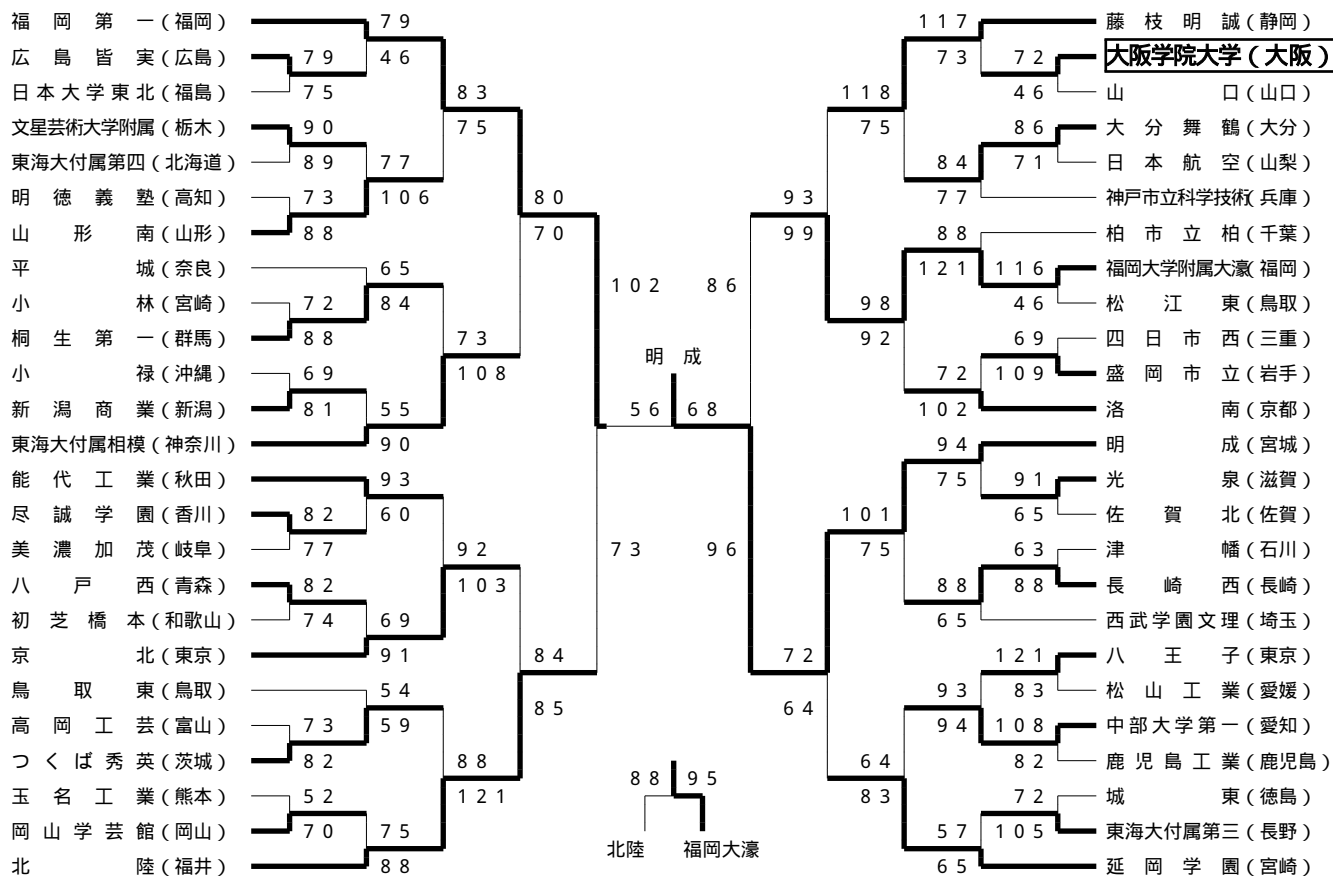 福岡第一(福岡) 79 117 藤枝明誠(静岡)
広島皆実(広島) 79 46 73 72 大阪学院大学(大阪)
日本大学東北(福島) 75 83 118 46 山口(山口)
文星芸術大学附属(栃木) 90 75 75 86 大分舞鶴(大分)
東海大付属第四(北海道) 89 77 84 71 日本航空(山梨)
明徳義塾(高知) 73 106 80 93 77 神戸市立科学技術(兵庫)
山形南(山形) 88 70 99 88 柏市立柏(千葉)
平城(奈良) 65 121 116 福岡大学附属大濠(福岡)
小林(宮崎) 72 84 102 86 98 46 松江東(鳥取)
桐生第一(群馬) 88 73 92 69 四日市西(三重)
小禄(沖縄) 69 108 明成 72 109 盛岡市立(岩手)
新潟商業(新潟) 81 55 56 68 102 洛南(京都)
東海大付属相模(神奈川) 90 94 明成(宮城)
能代工業(秋田) 93 75 91 光泉(滋賀)
尽誠学園(香川) 82 60 101 65 佐賀北(佐賀)
美濃加茂(岐阜) 77 92 73 96 75 63 津幡(石川)
八戸西(青森) 82 103 88 88 長崎西(長崎)
初芝橋本(和歌山) 74 69 65 西武学園文理(埼玉)
京北(東京) 91 84 72 121 八王子(東京)
鳥取東(鳥取) 54 85 64 93 83 松山工業(愛媛)
高岡工芸(富山) 73 59 94 108 中部大学第一(愛知)
つくば秀英(茨城) 82 88 88 95 64 82 鹿児島工業(鹿児島)
玉名工業(熊本) 52 121 83 72 城東(徳島)
岡山学芸館(岡山) 70 75 北陸 福岡大濠 57 105 東海大付属第三(長野)
北陸(福井) 88 65 延岡学園(宮崎)